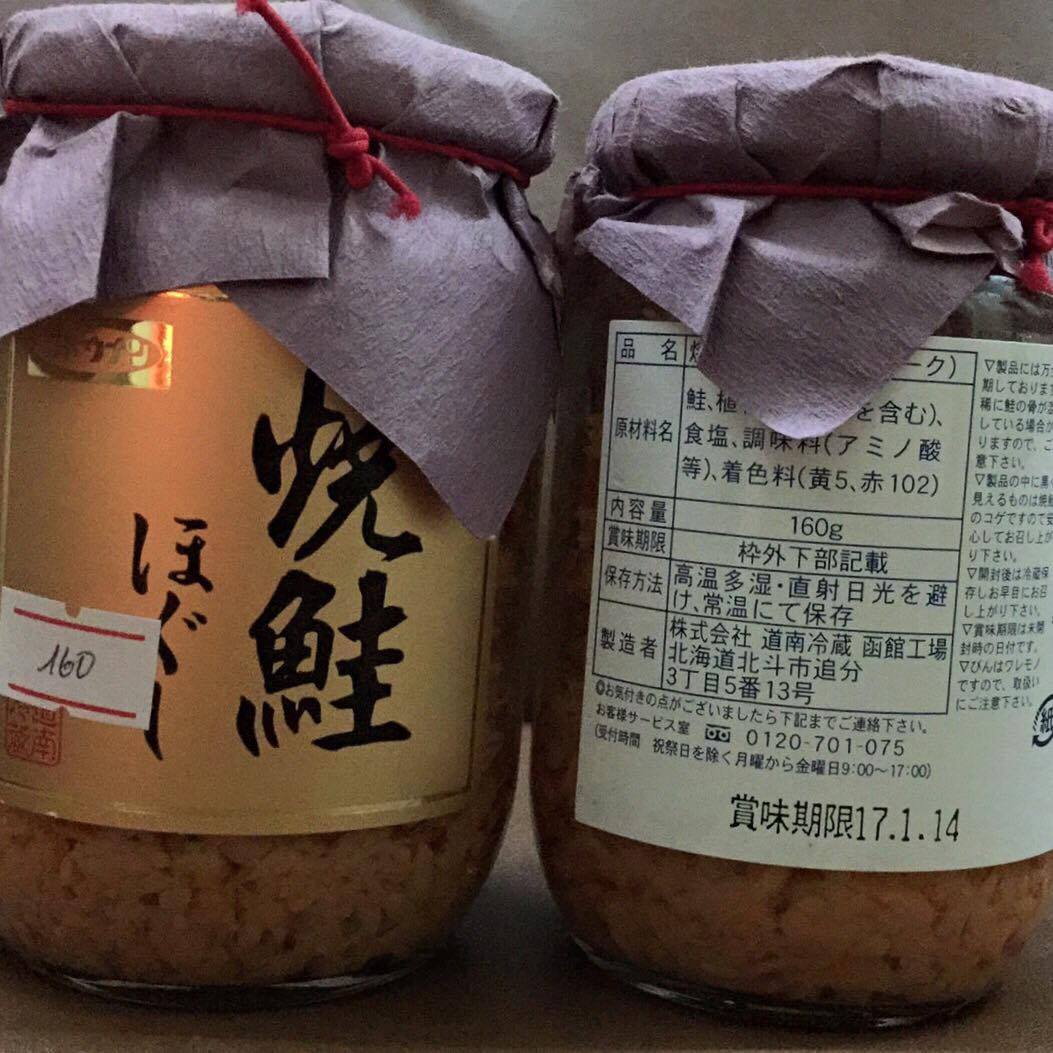 焼鮭
ほぐし
160
道南
品 名
ーク)
原材料名
鮭、植
を含む)、
食塩、調味料(アミノ酸
等)、着色料(黄5、赤102)
内容量
160g
賞味期限
枠外下部記載
保存方法
高温多湿・直射日光を避
け、常温にて保存
製造者
株式会社 道南冷蔵 函館工場
北海道北斗市追分
3丁目5番13号
◎お気付きの点がございましたら下記までご連絡下さい。
お客様サービス室 0120-701-075
(受付時間 祝祭日を除く月曜から金曜日9:00〜17:00)
賞味期限17.1.14
▽製品には万
期しております
稀に鮭の骨が
している場合が
りますので、ご
意下さい。
▽製品の中に黒
見えるものは焼
のコゲですので安
心してお召し上が
り下さい。
▽開封後は冷蔵保
存しお早目にお召
し上がり下さい。
▽賞味期限は未開
封時の日付です。
▽びんはワレモノ
ですので、取扱い
にご注意下さい。
紙